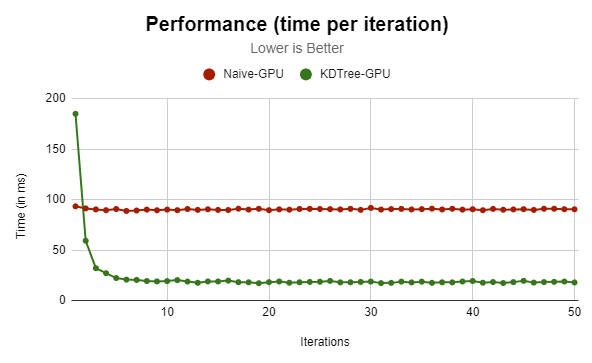 Performance (time per iteration)
Lower is Better
Naive-GPU KDTree-GPU
200
150
100
50
0
Time (in ms)
10 20 30 40 50
Iterations